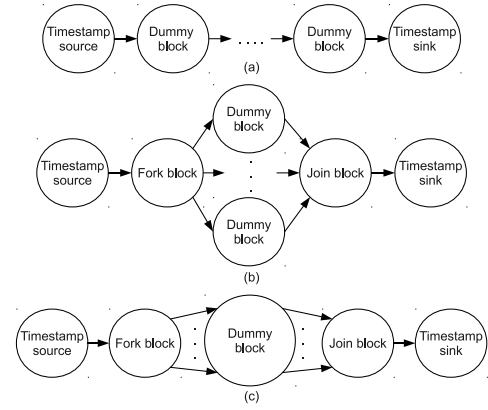 Timestamp source
Dummy block
. . . .
Dummy block
Timestamp sink
(a)
Dummy block
Timestamp source
Fork block
Join block
Timestamp sink
Dummy block
(b)
Timestamp source
Fork block
Dummy block
Join block
Timestamp sink
(c)